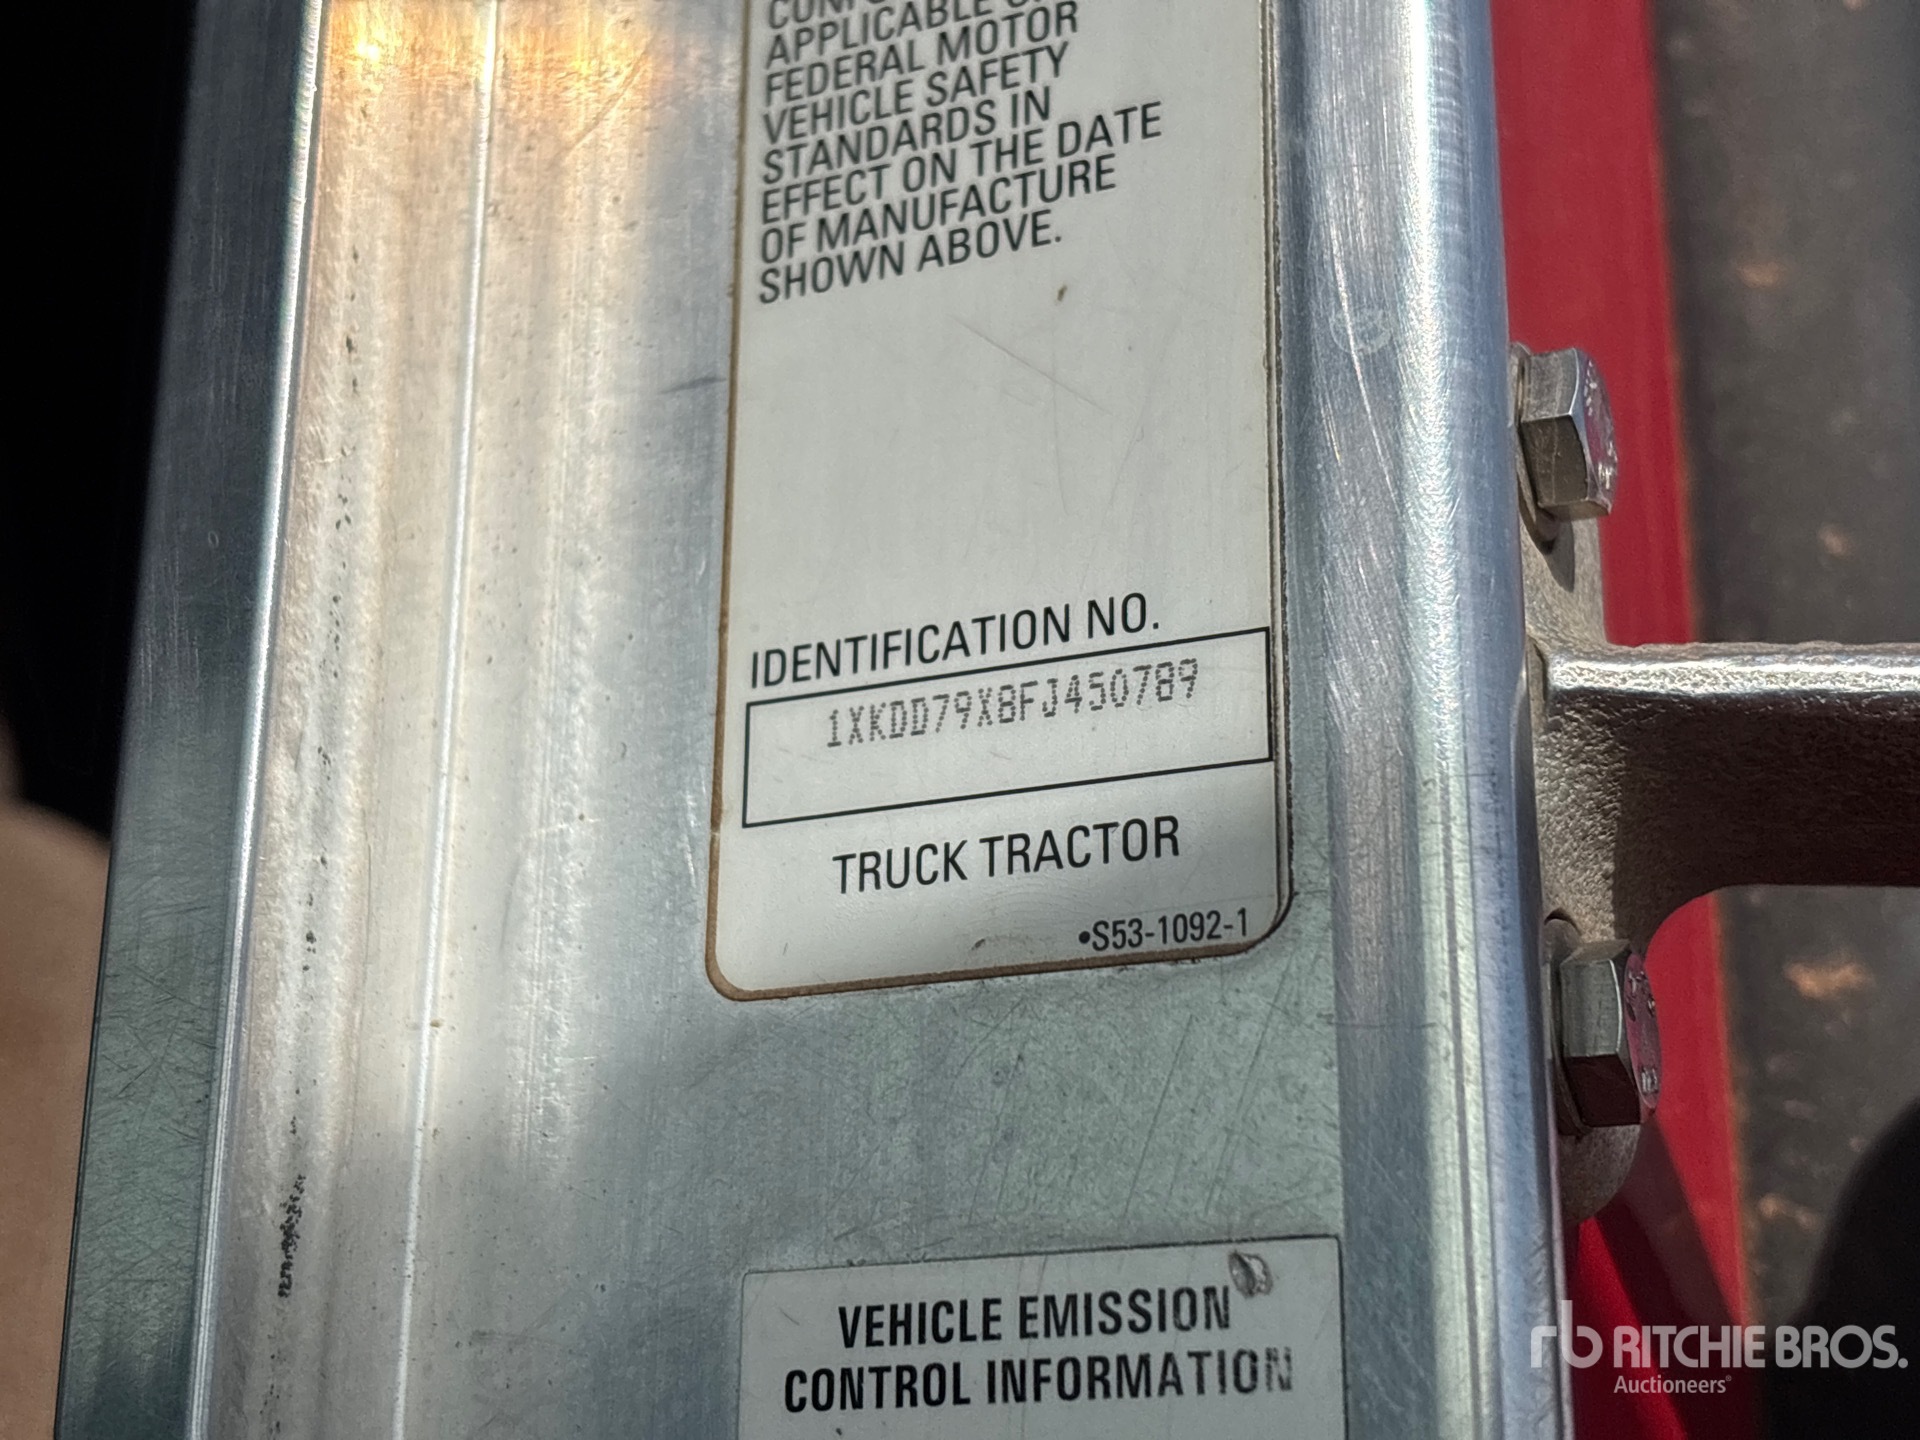 APPLICABLE
FEDERAL MOTOR
VEHICLE SAFETY
STANDARDS IN
EFFECT ON THE DATE
OF MANUFACTURE
SHOWN ABOVE.
IDENTIFICATION NO.
1XKDD79X8FJ450789
TRUCK TRACTOR
•S53-1092-1
VEHICLE EMISSION
CONTROL INFORMATION
rb RITCHIE BROS.
Auctioneers®